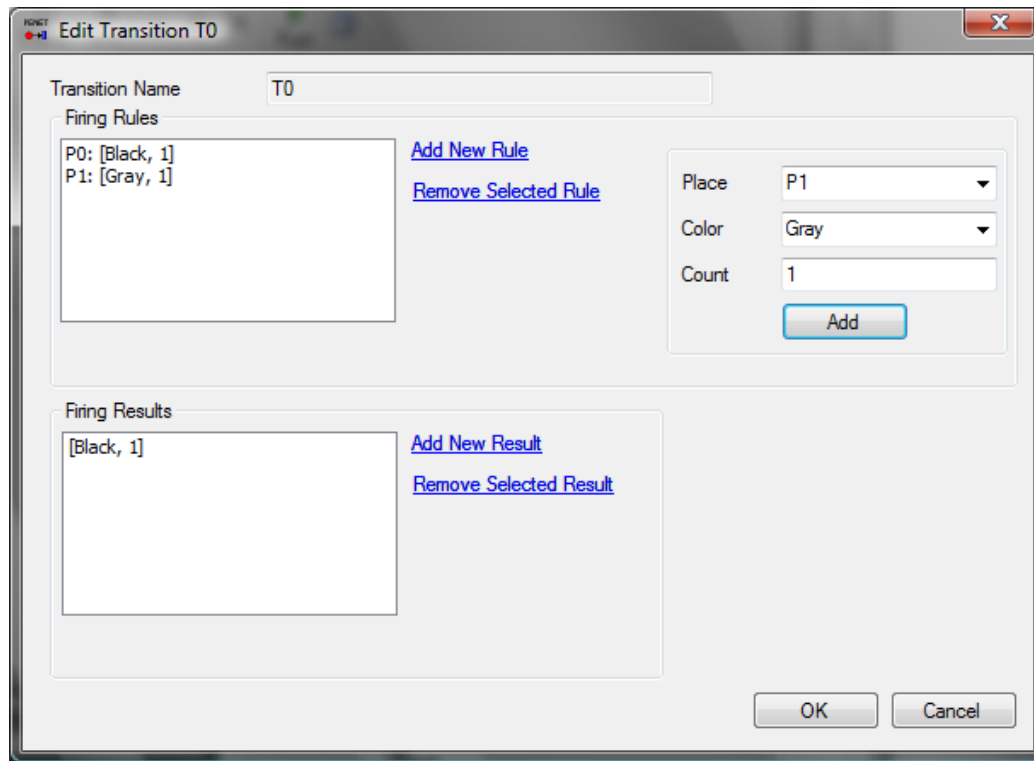 Edit Transition T0
Transition Name T0
Firing Rules
P0: [Black, 1]
P1: [Gray, 1]
Add New Rule
Remove Selected Rule
Place P1
Color Gray
Count 1
Add
Firing Results
[Black, 1]
Add New Result
Remove Selected Result
OK Cancel